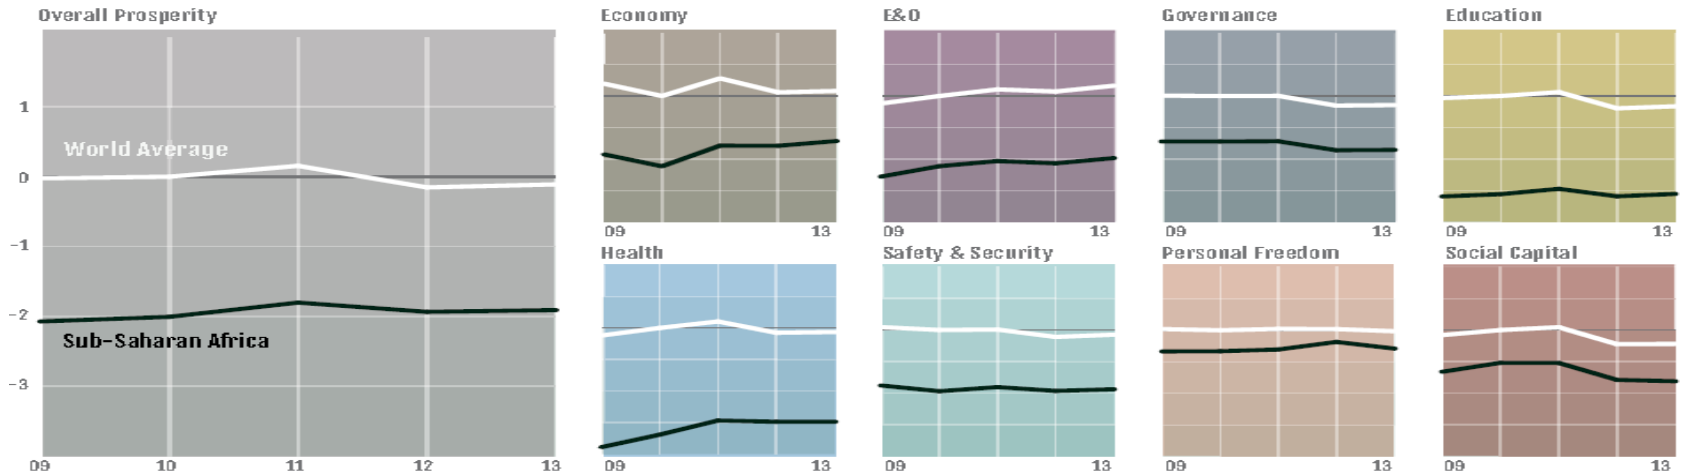 Overall Prosperity
1
0
-1
-2
-3
World Average
Sub-Saharan Africa
09 10 11 12 13
Economy
09 13
E&O
09 13
Governance
09 13
Education
09 13
Health
09 13
Safety & Security
09 13
Personal Freedom
09 13
Social Capital
09 13